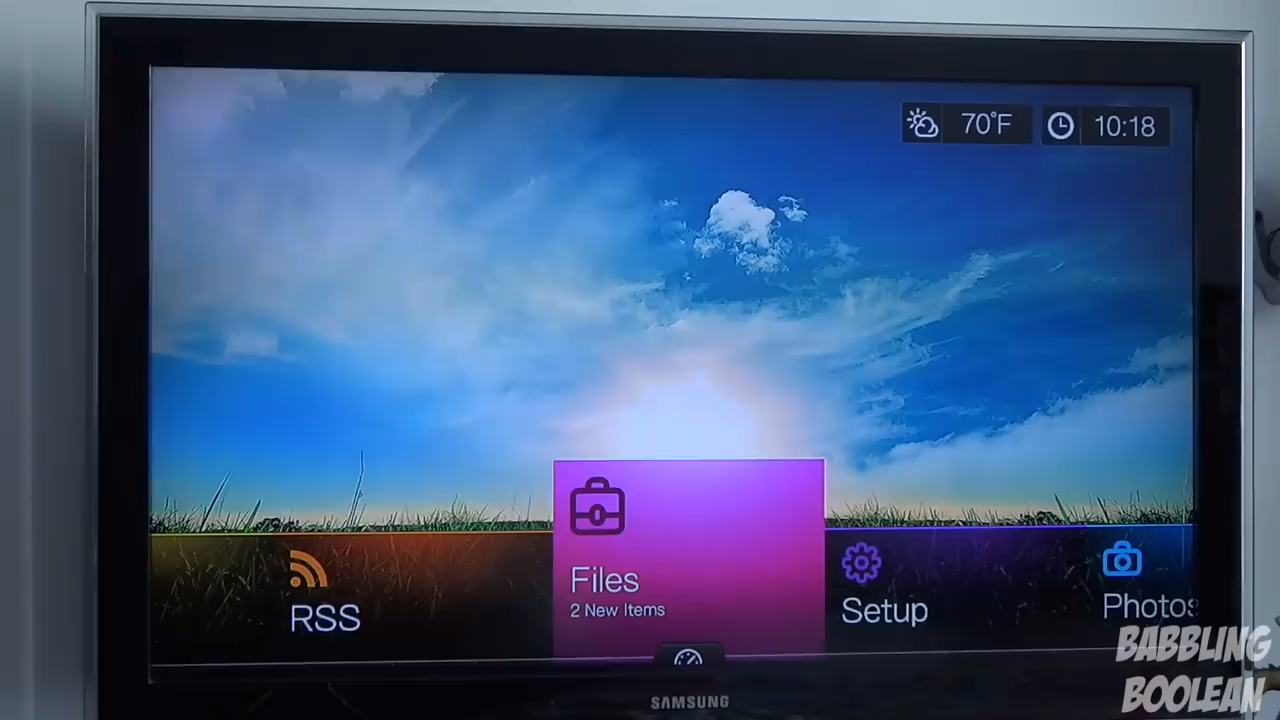 70°F
10:18
Files
2 New Items
RSS
Setup
Photos
SAMSUNG
BABBLING
BOOLEAN